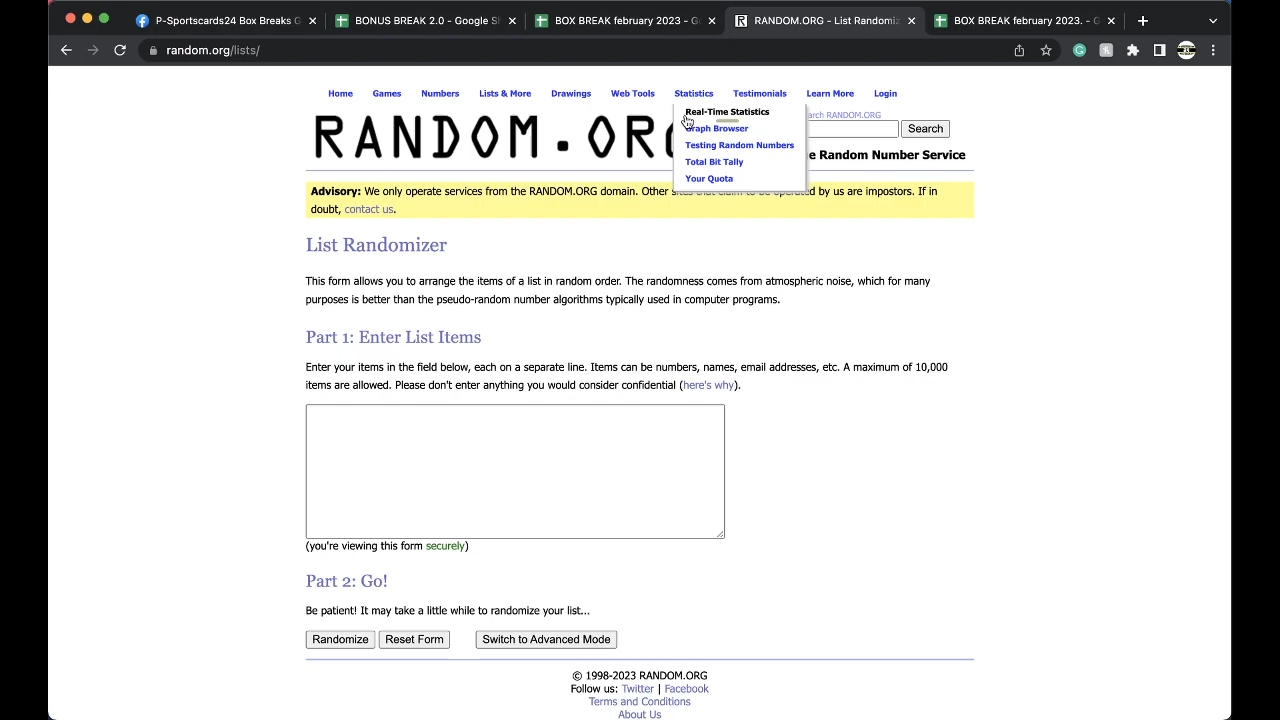 P-Sportscards24 Box Breaks G
BONUS BREAK 2.0 - Google Sh
BOX BREAK february 2023 - Go
RANDOM.ORG - List Randomiz
BOX BREAK february 2023. - G
random.org/lists/
Home Games Numbers Lists & More Drawings Web Tools Statistics Testimonials Learn More Login
Real-Time Statistics
Graph Browser
Testing Random Numbers
Total Bit Tally
Your Quota
RANDOM.ORG
Search RANDOM.ORG
Search
Random Number Service
Advisory: We only operate services from the RANDOM.ORG domain. Other sites that claim to be operated by us are impostors. If in
doubt, contact us.
List Randomizer
This form allows you to arrange the items of a list in random order. The randomness comes from atmospheric noise, which for many
purposes is better than the pseudo-random number algorithms typically used in computer programs.
Part 1: Enter List Items
Enter your items in the field below, each on a separate line. Items can be numbers, names, email addresses, etc. A maximum of 10,000
items are allowed. Please don't enter anything you would consider confidential (here's why).
(you're viewing this form securely)
Part 2: Go!
Be patient! It may take a little while to randomize your list...
Randomize Reset Form Switch to Advanced Mode
© 1998-2023 RANDOM.ORG
Follow us: Twitter | Facebook
Terms and Conditions
About Us